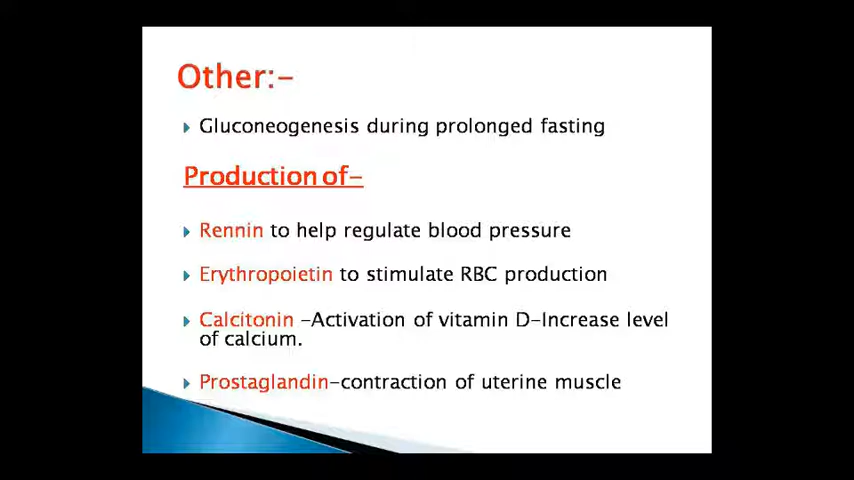 Other:-
Gluconeogenesis during prolonged fasting
Production of-
Rennin to help regulate blood pressure
Erythropoietin to stimulate RBC production
Calcitonin -Activation of vitamin D-Increase level
of calcium.
Prostaglandin-contraction of uterine muscle